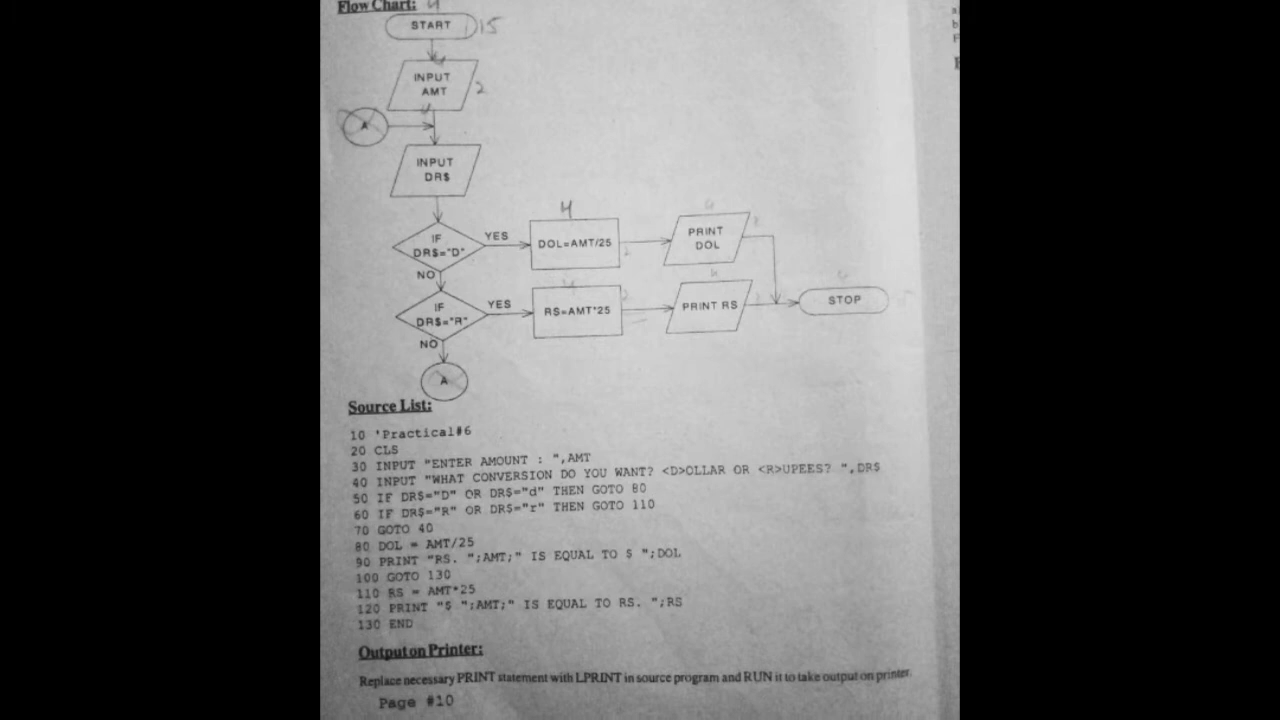 Flow Chart: 4
START 15
INPUT
AMT 2
A
INPUT
DR$
IF
DR$="D"
YES
DOL=AMT/25
PRINT
DOL
NO
IF
DR$="R"
YES
RS=AMT*25
PRINT RS
STOP
NO
A
Source List:
10 'Practical#6
20 CLS
30 INPUT "ENTER AMOUNT : ",AMT
40 INPUT "WHAT CONVERSION DO YOU WANT? <D>OLLAR OR <R>UPEES? ",DR$
50 IF DR$="D" OR DR$="d" THEN GOTO 80
60 IF DR$="R" OR DR$="r" THEN GOTO 110
70 GOTO 40
80 DOL = AMT/25
90 PRINT "RS. ";AMT;" IS EQUAL TO $ ";DOL
100 GOTO 130
110 RS = AMT*25
120 PRINT "$ ";AMT;" IS EQUAL TO RS. ";RS
130 END
Output on Printer:
Replace necessary PRINT statement with LPRINT in source program and RUN it to take output on printer.
Page #10